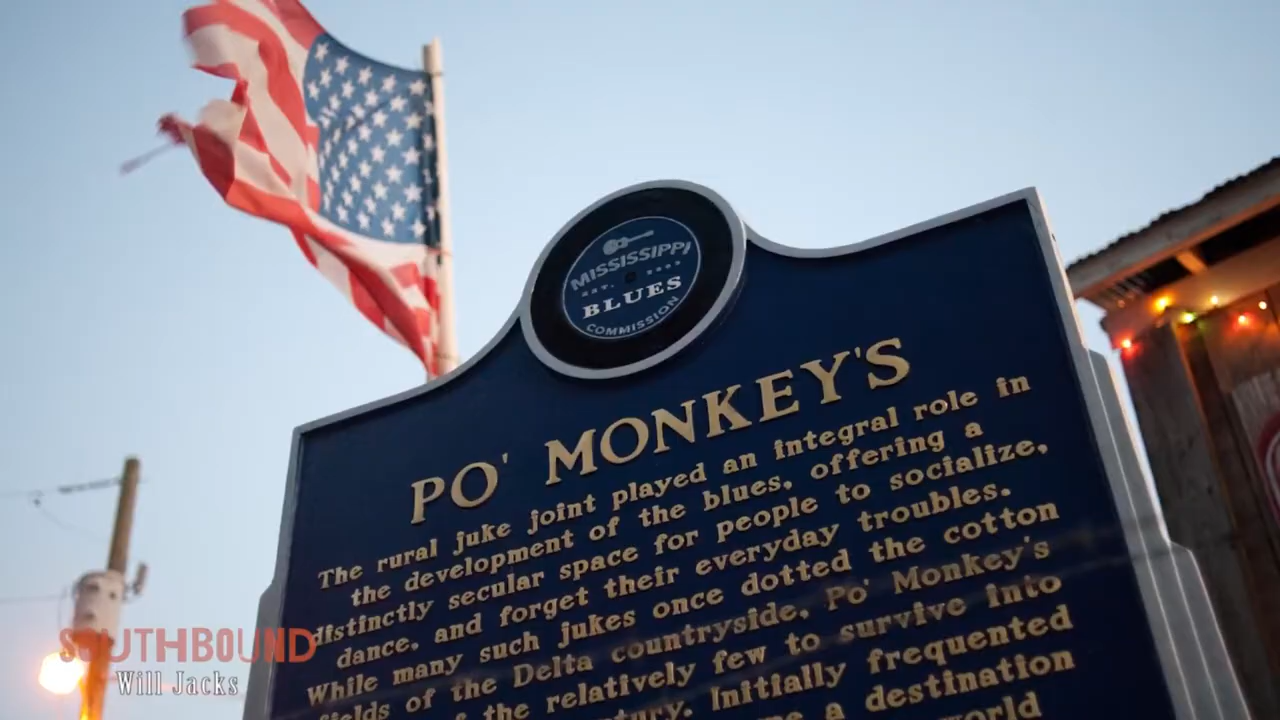 MISSISSIPPI
EST.
BLUES
COMMISSION
PO' MONKEY'S
The rural juke joint played an integral role in
the development of the blues, offering a
distinctly secular space for people to socialize,
dance, and forget their everyday troubles.
While many such jukes once dotted the cotton
fields of the Delta countryside, Po' Monkey's
the relatively few to survive into
Initially frequented
a destination
world
SOUTHBOUND
Will Jacks